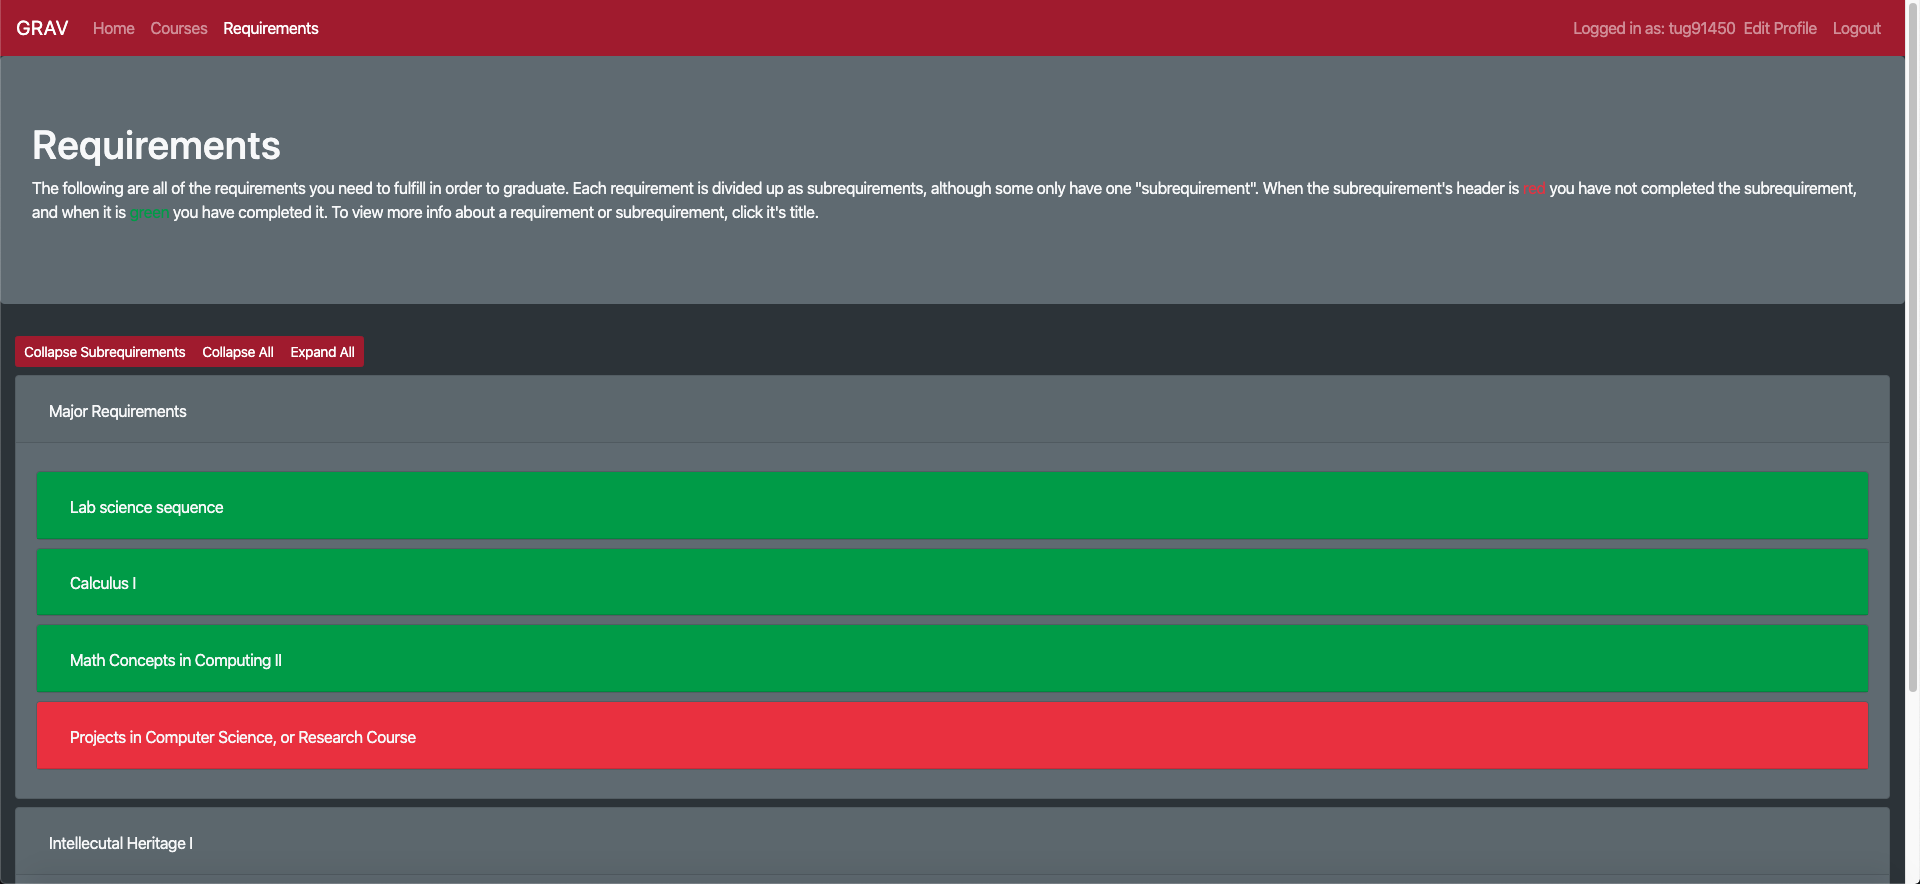 GRAV Home Courses Requirements Logged in as: tug91450 Edit Profile Logout
Requirements
The following are all of the requirements you need to fulfill in order to graduate. Each requirement is divided up as subrequirements, although some only have one "subrequirement". When the subrequirement's header is red you have not completed the subrequirement,
and when it is green you have completed it. To view more info about a requirement or subrequirement, click it's title.
Collapse Subrequirements Collapse All Expand All
Major Requirements
Lab science sequence
Calculus I
Math Concepts in Computing II
Projects in Computer Science, or Research Course
Intellecutal Heritage I